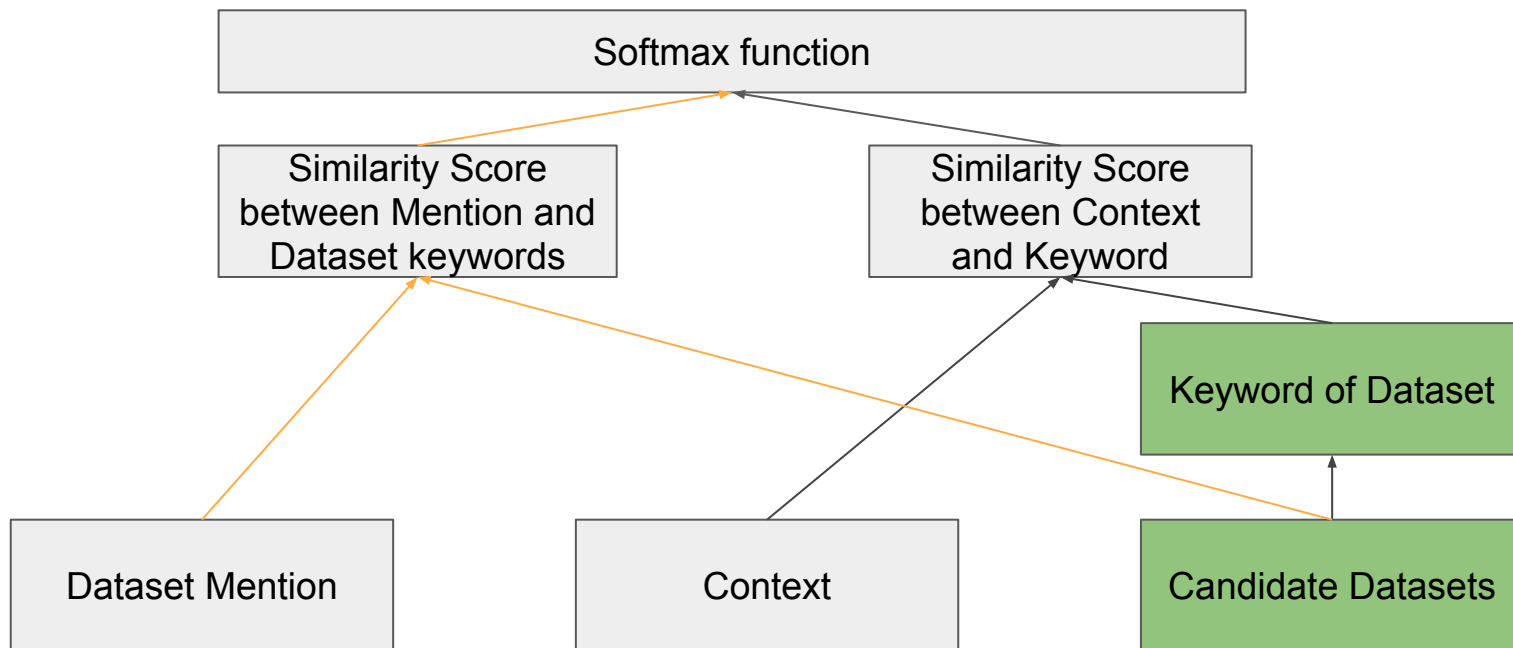 Softmax function
Similarity Score
between Mention and
Dataset keywords
Similarity Score
between Context
and Keyword
Keyword of Dataset
Dataset Mention
Context
Candidate Datasets